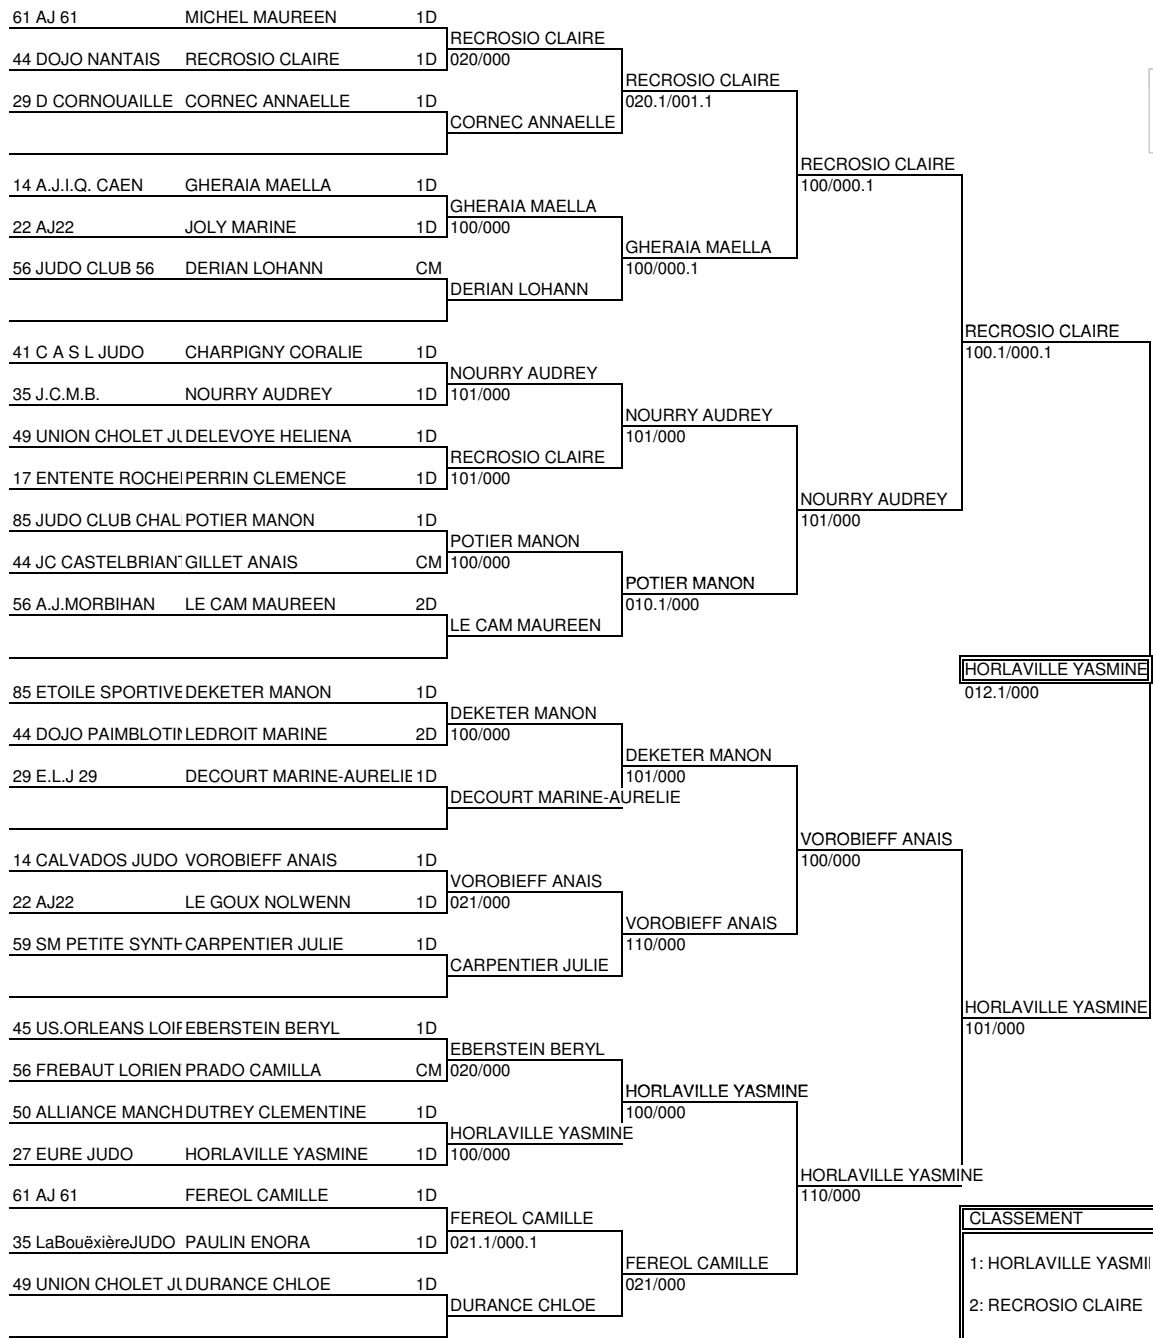 61 AJ 61 MICHEL MAUREEN 1D
RECROSIO CLAIRE
44 DOJO NANTAIS RECROSIO CLAIRE 1D 020/000
RECROSIO CLAIRE
29 D CORNOUAILLE CORNEC ANNAELLE 1D 020.1/001.1
CORNEC ANNAELLE
RECROSIO CLAIRE
14 A.J.I.Q. CAEN GHERAIA MAELLA 1D 100/000.1
GHERAIA MAELLA
22 AJ22 JOLY MARINE 1D 100/000
GHERAIA MAELLA
56 JUDO CLUB 56 DERIAN LOHANN CM 100/000.1
DERIAN LOHANN
RECROSIO CLAIRE
41 C A S L JUDO CHARPIGNY CORALIE 1D 100.1/000.1
NOURRY AUDREY
35 J.C.M.B. NOURRY AUDREY 1D 101/000
NOURRY AUDREY
49 UNION CHOLET JU DELEVOYE HELIENA 1D 101/000
RECROSIO CLAIRE
17 ENTENTE ROCHE PERRIN CLEMENCE 1D 101/000
NOURRY AUDREY
85 JUDO CLUB CHAL POTIER MANON 1D 101/000
POTIER MANON
44 JC CASTELBRIANT GILLET ANAIS CM 100/000
POTIER MANON
56 A.J.MORBIHAN LE CAM MAUREEN 2D 010.1/000
LE CAM MAUREEN
HORLAVILLE YASMINE
85 ETOILE SPORTIVE DEKETER MANON 1D 012.1/000
DEKETER MANON
44 DOJO PAIMBLOTIN LEDROIT MARINE 2D 100/000
DEKETER MANON
29 E.L.J 29 DECOURT MARINE-AURELIE 1D 101/000
DECOURT MARINE-AURELIE
VOROBIEFF ANAIS
14 CALVADOS JUDO VOROBIEFF ANAIS 1D 100/000
VOROBIEFF ANAIS
22 AJ22 LE GOUX NOLWENN 1D 021/000
VOROBIEFF ANAIS
59 SM PETITE SYNTH CARPENTIER JULIE 1D 110/000
CARPENTIER JULIE
HORLAVILLE YASMINE
45 US.ORLEANS LOIR EBERSTEIN BERYL 1D 101/000
EBERSTEIN BERYL
56 FREBAUT LORIEN PRADO CAMILLA CM 020/000
HORLAVILLE YASMINE
50 ALLIANCE MANCH DUTREY CLEMENTINE 1D 100/000
HORLAVILLE YASMINE
27 EURE JUDO HORLAVILLE YASMINE 1D 100/000
HORLAVILLE YASMINE
61 AJ 61 FEREOL CAMILLE 1D 110/000
FEREOL CAMILLE CLASSEMENT
35 LaBouëxièreJUDO PAULIN ENORA 1D 021.1/000.1
FEREOL CAMILLE 1: HORLAVILLE YASMI
49 UNION CHOLET JU DURANCE CHLOE 1D 021/000
DURANCE CHLOE 2: RECROSIO CLAIRE